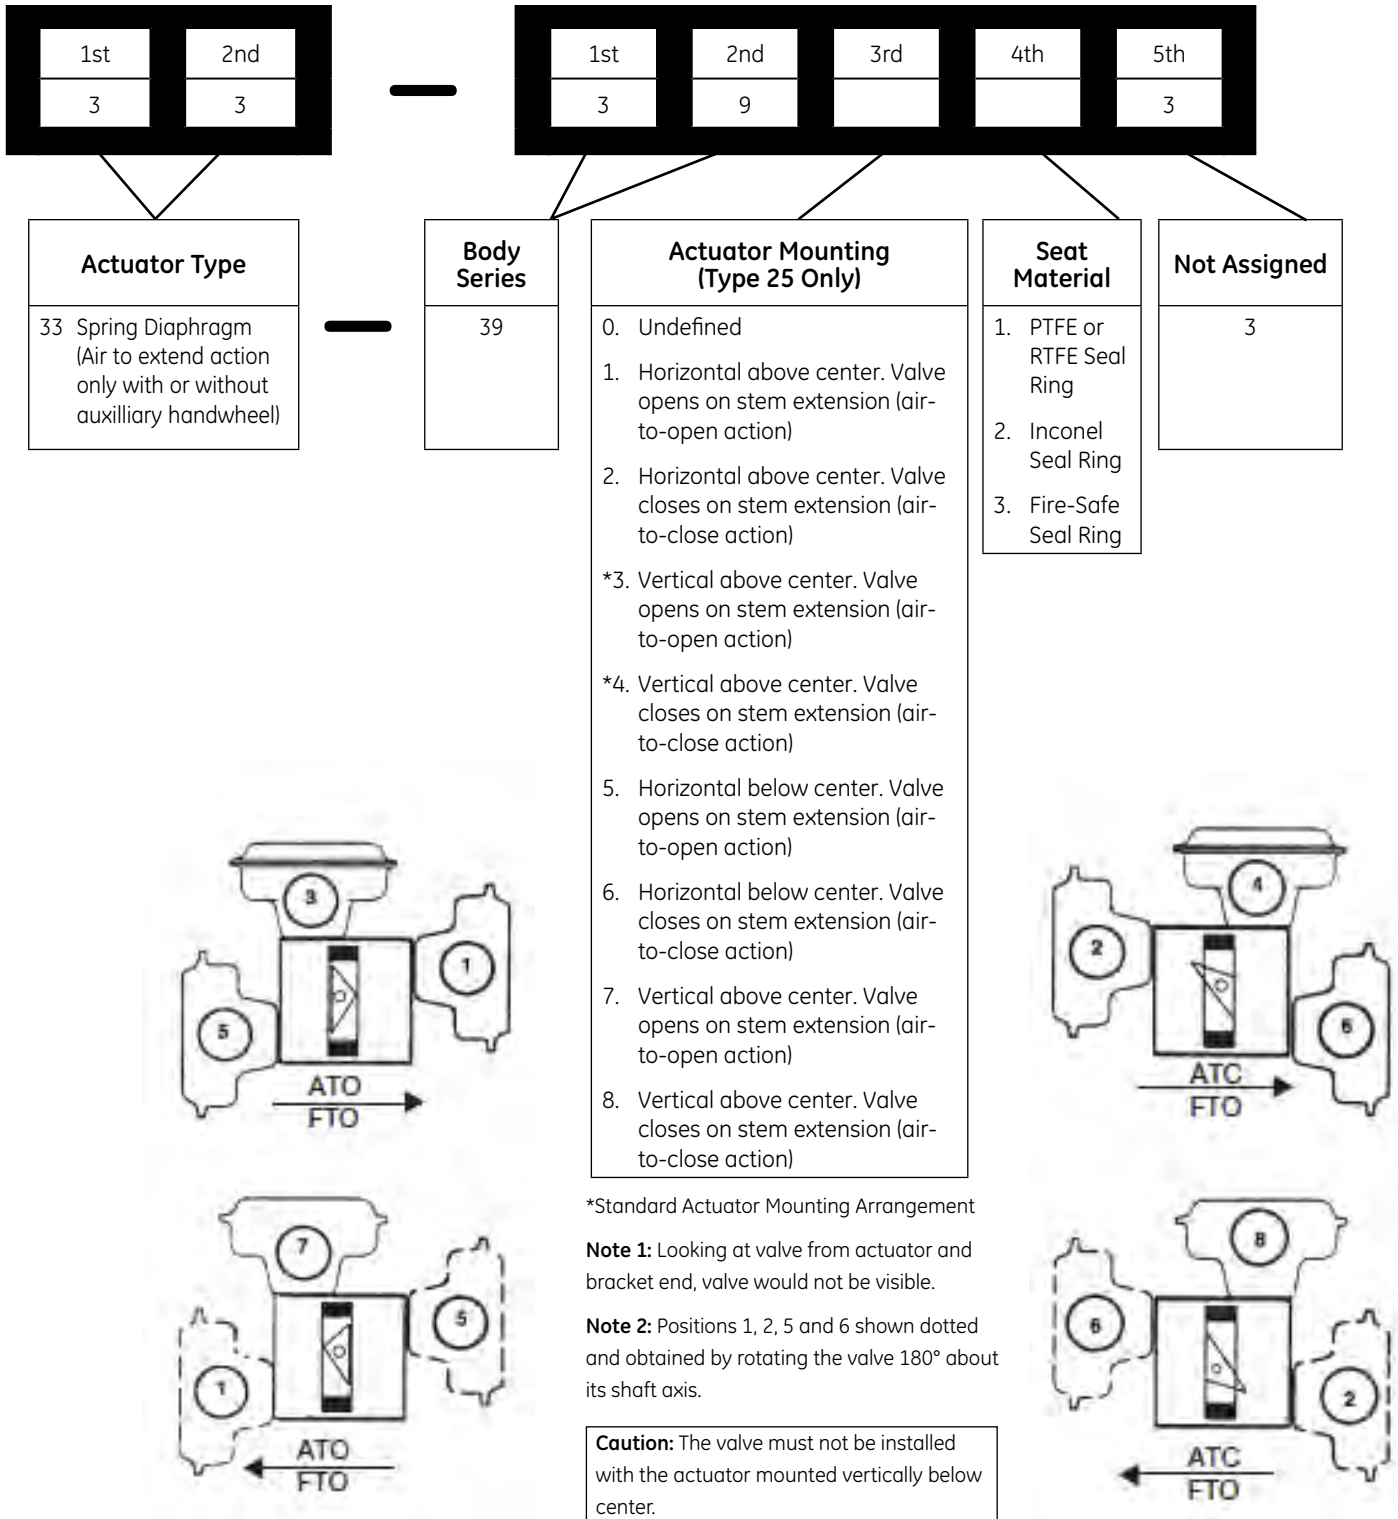 1st 2nd 1st 2nd 3rd 4th 5th
3 3 3 9 3
Actuator Type
33 Spring Diaphragm
(Air to extend action
only with or without
auxilliary handwheel)
Body
Series
39
Actuator Mounting
(Type 25 Only)
0. Undefined
1. Horizontal above center. Valve
opens on stem extension (air-
to-open action)
2. Horizontal above center. Valve
closes on stem extension (air-
to-close action)
*3. Vertical above center. Valve
opens on stem extension (air-
to-open action)
*4. Vertical above center. Valve
closes on stem extension (air-
to-close action)
5. Horizontal below center. Valve
opens on stem extension (air-
to-open action)
6. Horizontal below center. Valve
closes on stem extension (air-
to-close action)
7. Vertical above center. Valve
opens on stem extension (air-
to-open action)
8. Vertical above center. Valve
closes on stem extension (air-
to-close action)
Seat
Material
1. PTFE or
RTFE Seal
Ring
2. Inconel
Seal Ring
3. Fire-Safe
Seal Ring
Not Assigned
3
3
1
5
ATO
FTO
4
2
6
ATC
FTO
7
5
1
ATO
FTO
*Standard Actuator Mounting Arrangement
Note 1: Looking at valve from actuator and
bracket end, valve would not be visible.
Note 2: Positions 1, 2, 5 and 6 shown dotted
and obtained by rotating the valve 180° about
its shaft axis.
Caution: The valve must not be installed
with the actuator mounted vertically below
center.
8
6
2
ATC
FTO